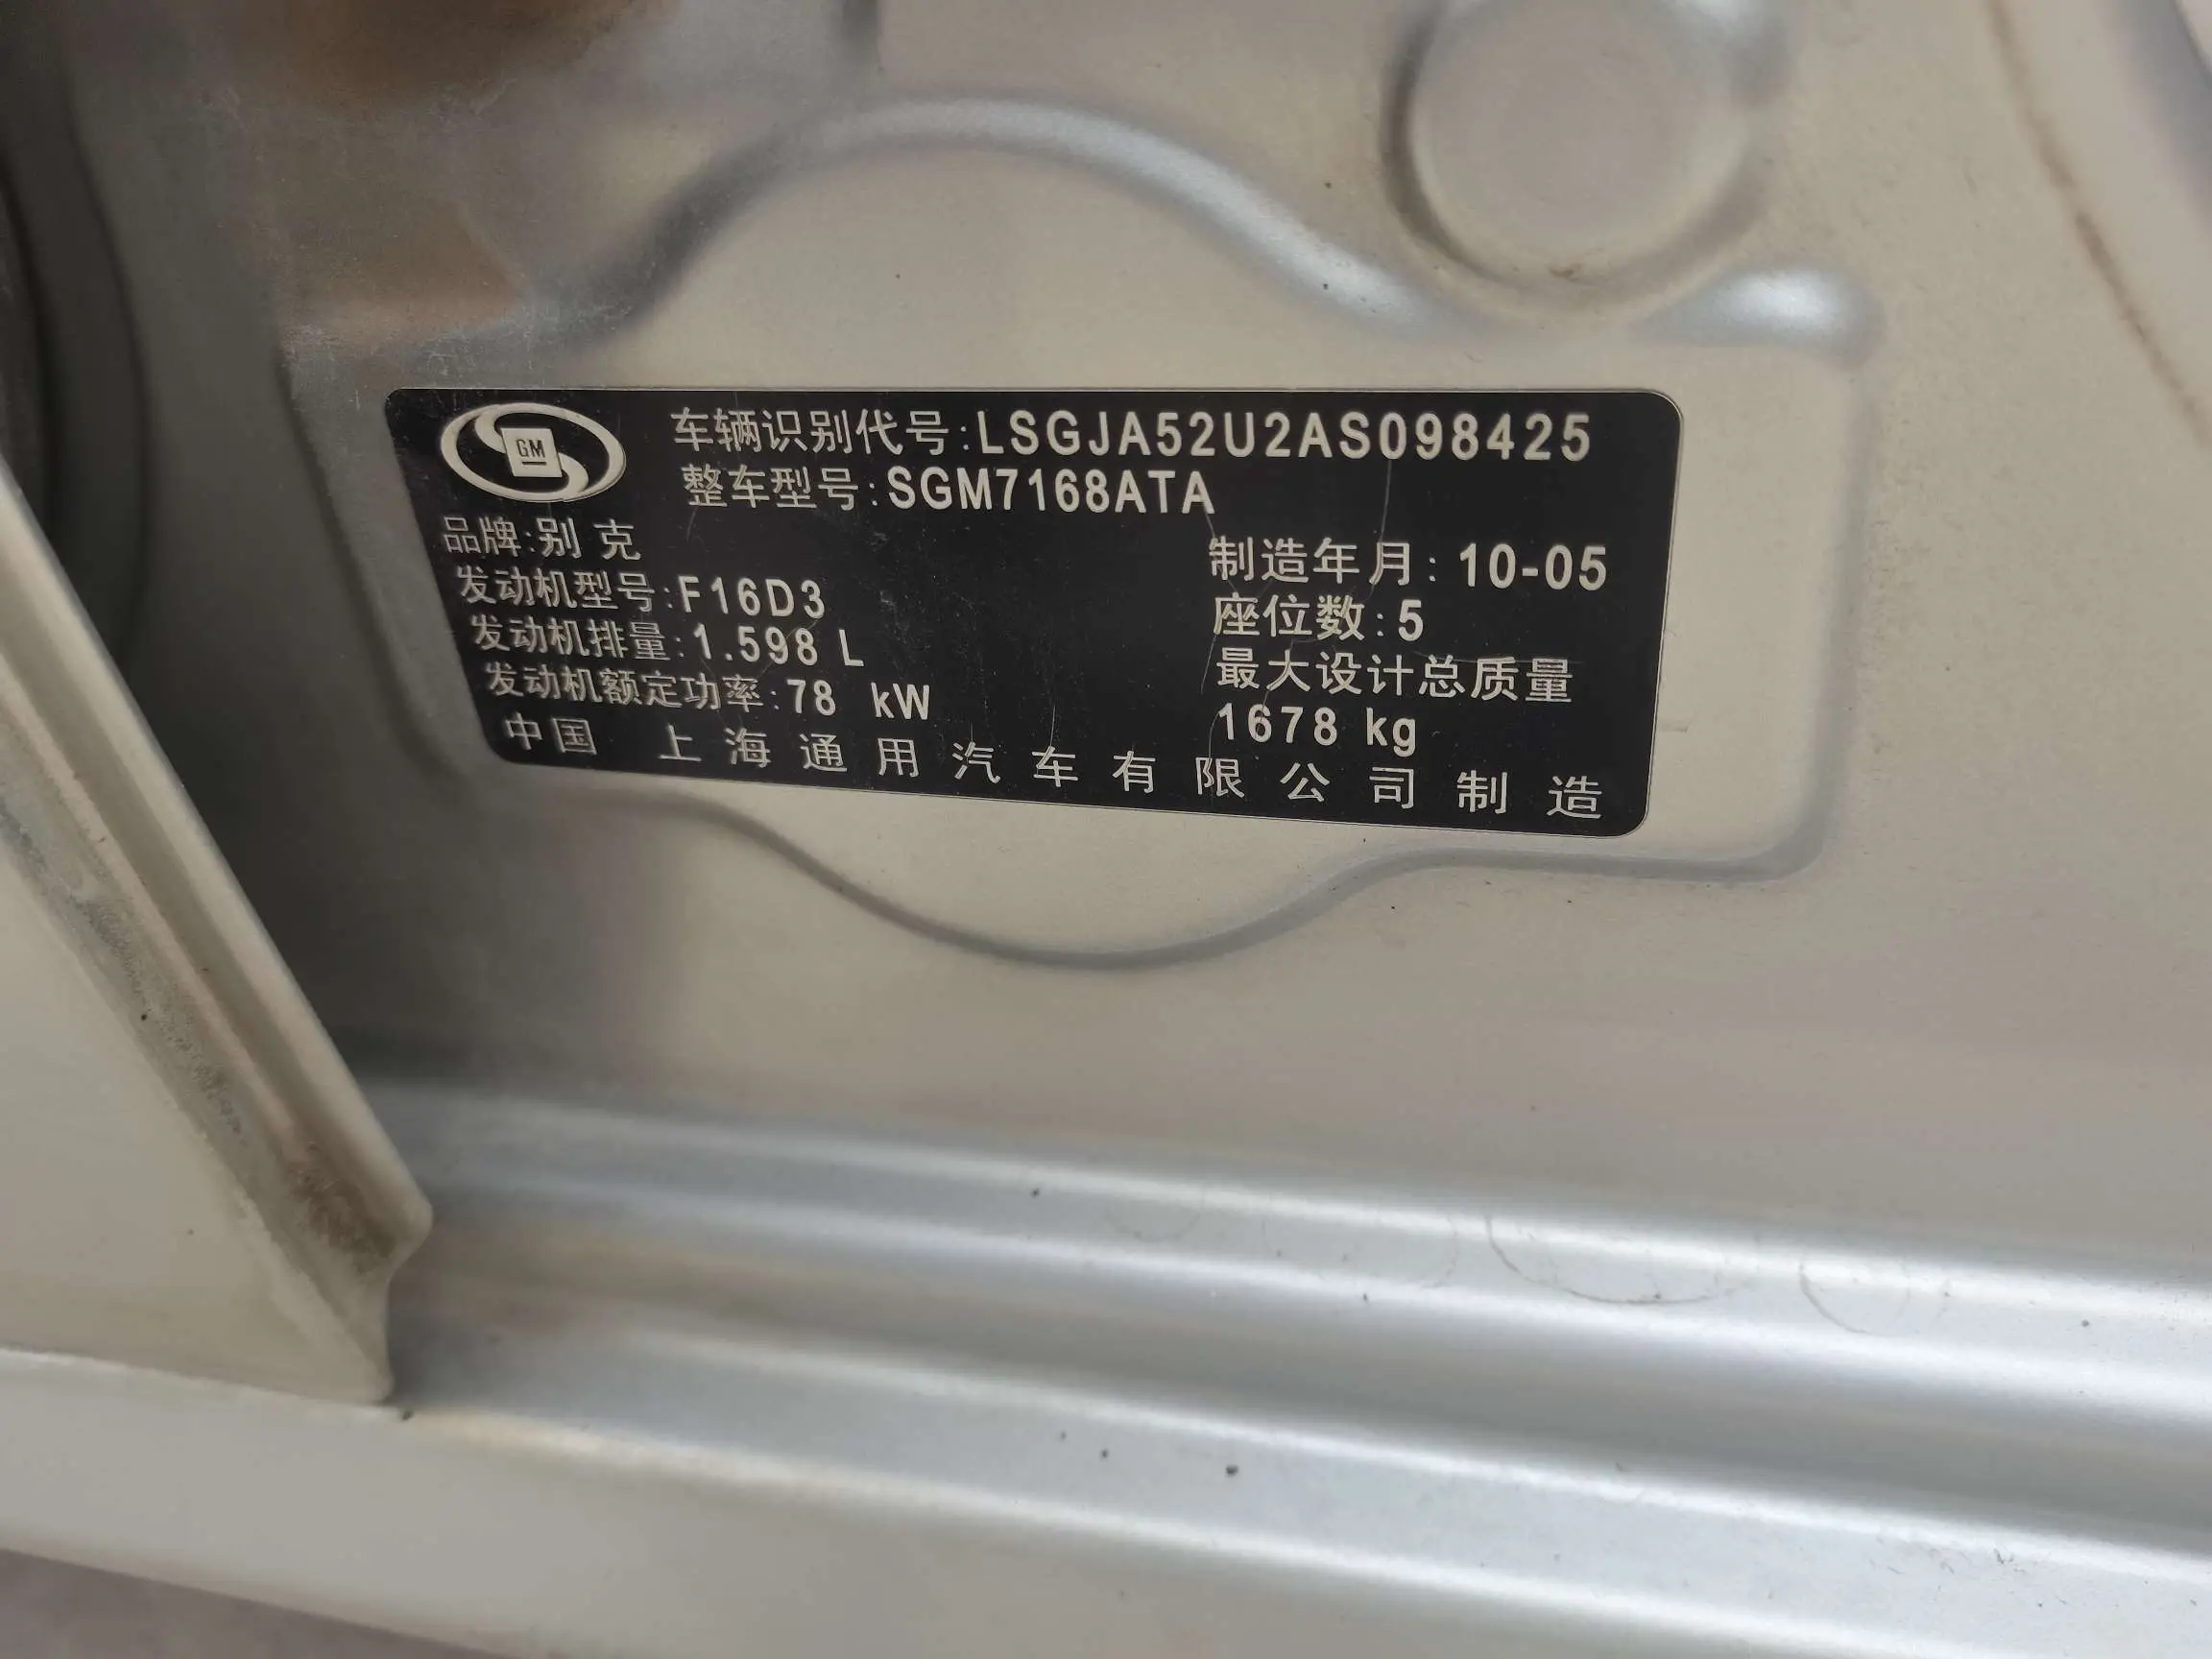 GM
车辆识别代号:LSGJA52U2AS098425
整车型号:SGM7168ATA
品牌:别克
发动机型号:F16D3
发动机排量:1.598 L
发动机额定功率:78 kW
制造年月:10-05
座位数:5
最大设计总质量
1678 kg
中国 上海通用汽车有限公司制造